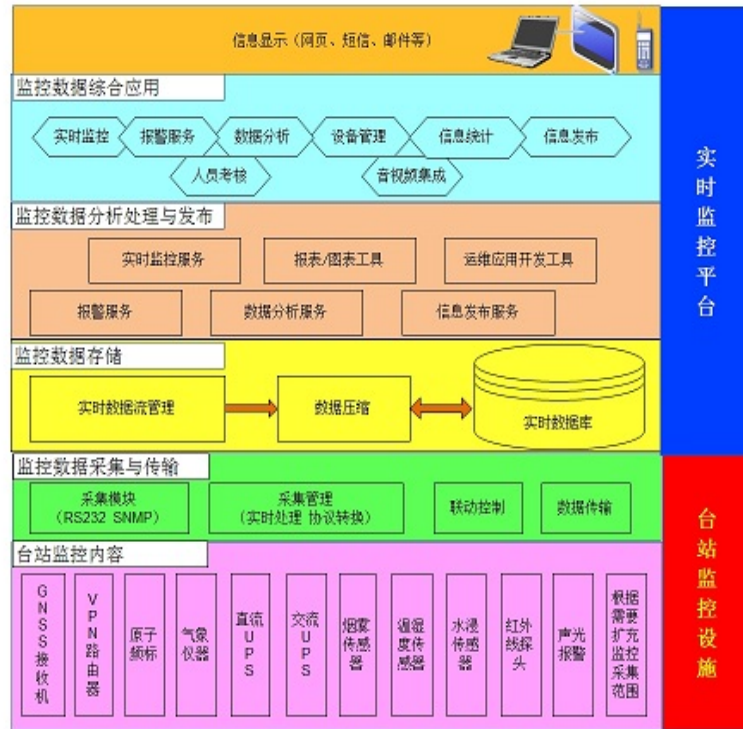 信息显示（网页、短信、邮件等）
监控数据综合应用
实时监控
报警服务
数据分析
设备管理
信息统计
信息发布
人员考核
音视频集成
监控数据分析处理与发布
实时监控服务
报表/图表工具
运维应用开发工具
报警服务
数据分析服务
信息发布服务
监控数据存储
实时数据流管理
数据压缩
实时数据库
监控数据采集与传输
采集模块
（RS232 SNMP）
采集管理
（实时处理 协议转换）
联动控制
数据传输
台站监控内容
GNSS接收机
VPN路由器
原子
频标
气象
仪器
直流
UPS
交流
UPS
烟雾
传感
器
温湿
度传
感器
水浸
传感
器
红外
线探
头
声光
报警
根据
需要
扩充
监控
采集
范围
实时监控平台
台站监控设施